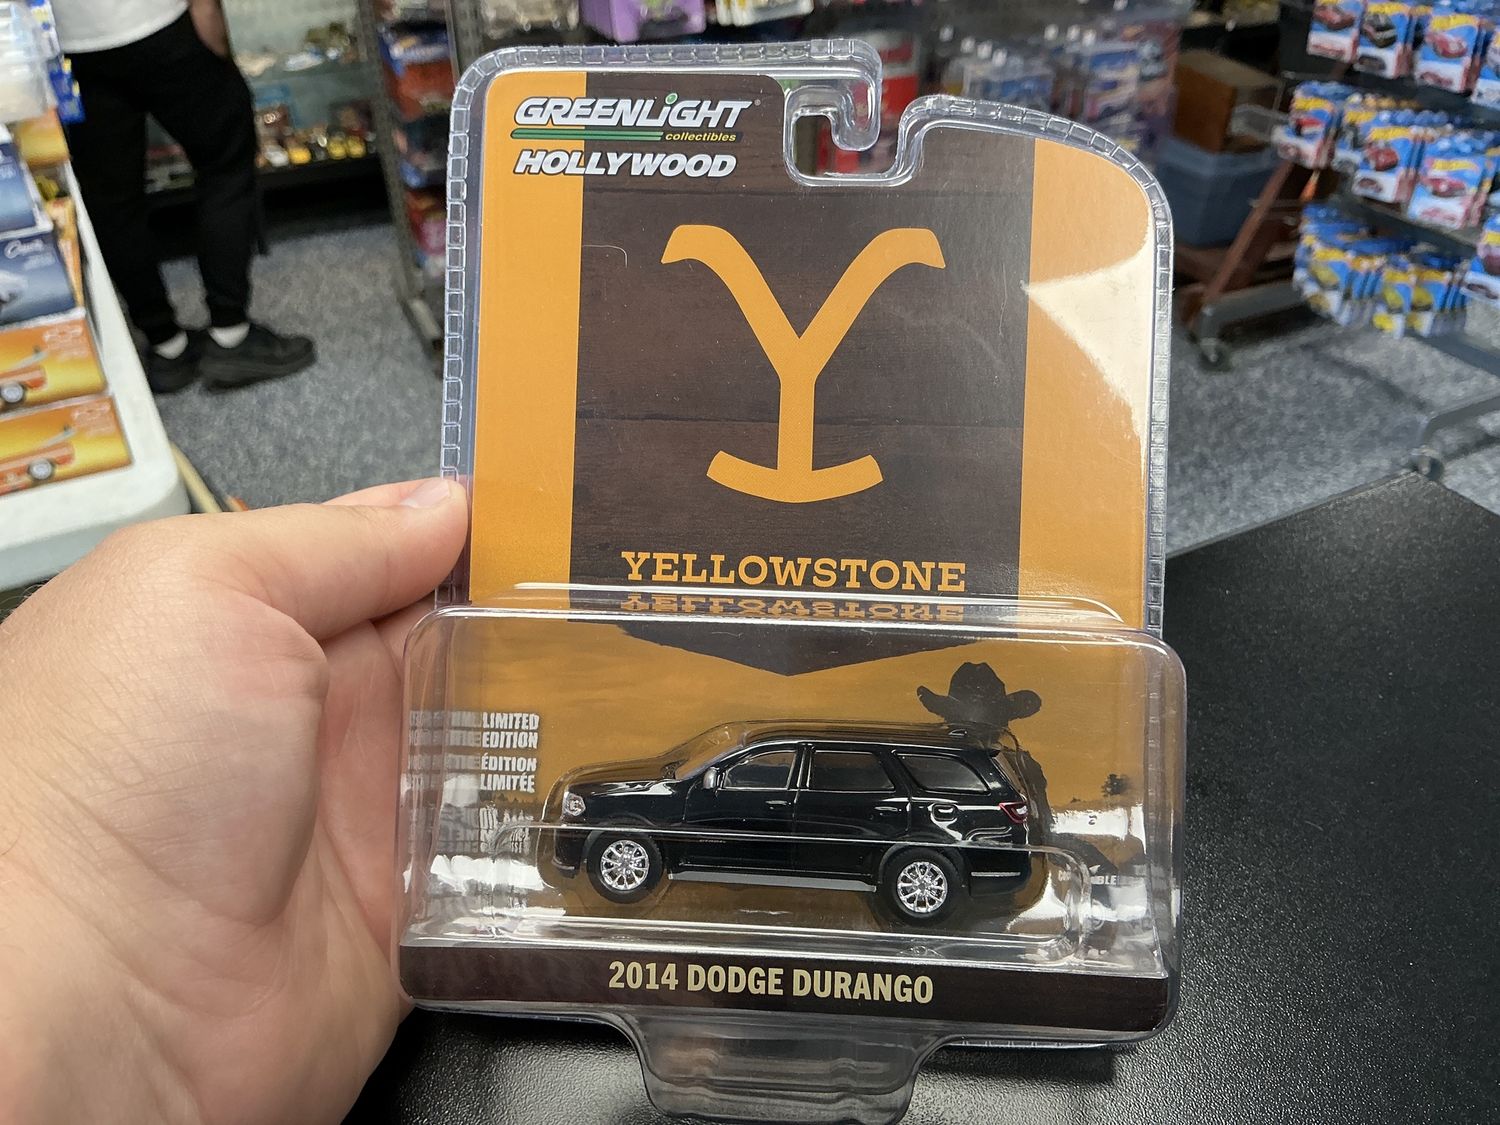 GREENLIGHT
collectibles
HOLLYWOOD
Y
YELLOWSTONE
LIMITED
EDITION
ÉDITION
LIMITÉE
2014 DODGE DURANGO